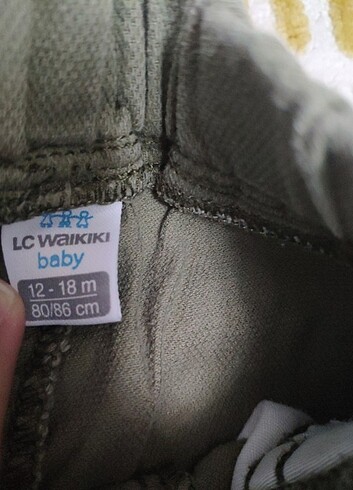 LC WAIKIKI
baby
12 - 18 m
80/86 cm